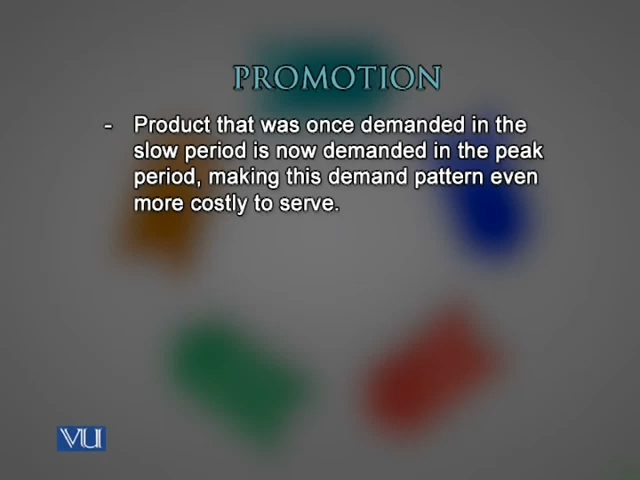 PROMOTION
- Product that was once demanded in the
slow period is now demanded in the peak
period, making this demand pattern even
more costly to serve.
VU